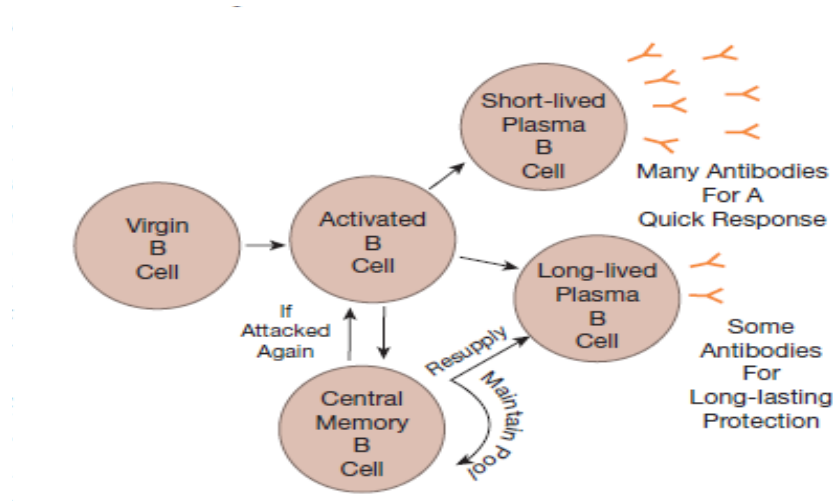 Virgin
B
Cell
Activated
B
Cell
Short-lived
Plasma
B
Cell
Many Antibodies
For A
Quick Response
Long-lived
Plasma
B
Cell
Some
Antibodies
For
Long-lasting
Protection
If
Attacked
Again
Resupply
Maintain Pool
Central
Memory
B
Cell